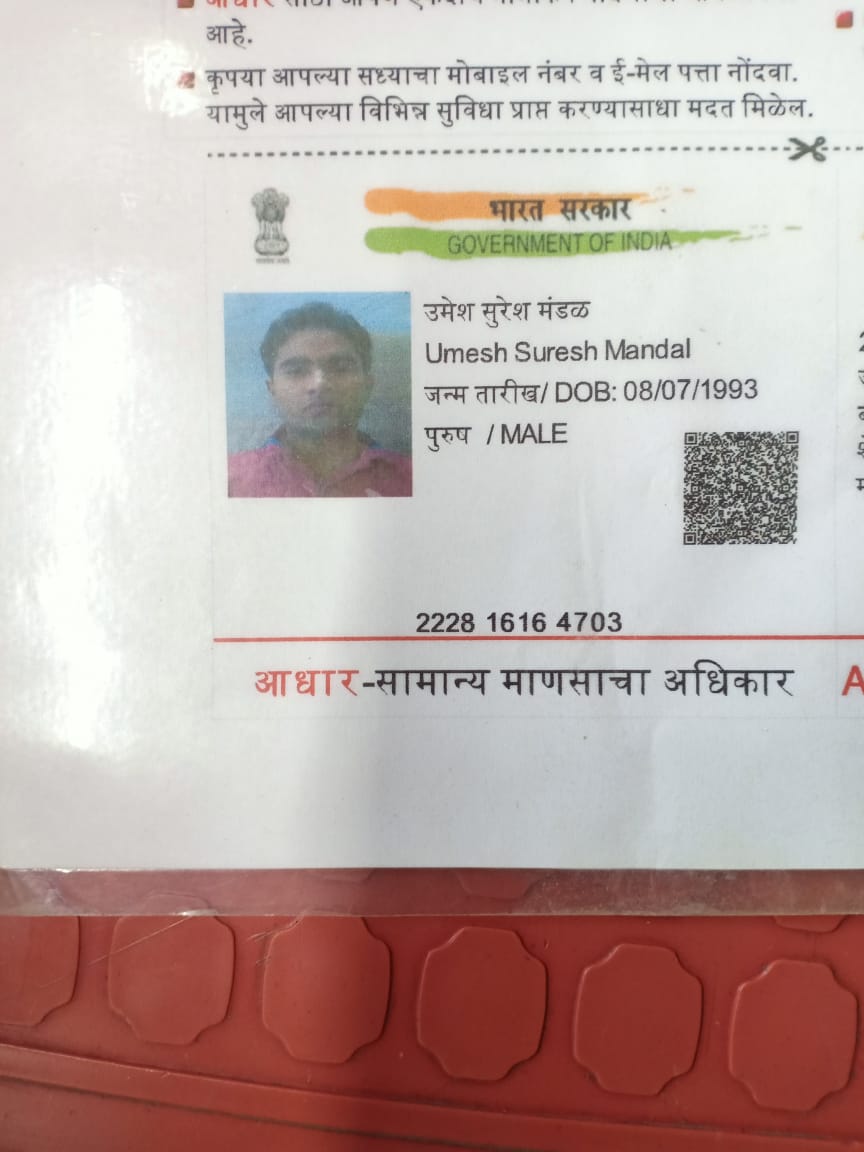 आहे.
कृपया आपल्या सध्याचा मोबाइल नंबर व ई-मेल पत्ता नोंदवा.
यामुले आपल्या विभिन्न सुविधा प्राप्त करण्यासाधा मदत मिळेल.
भारत सरकार
GOVERNMENT OF INDIA
उमेश सुरेश मंडळ
Umesh Suresh Mandal
जन्म तारीख/ DOB: 08/07/1993
पुरुष / MALE
2228 1616 4703
आधार-सामान्य माणसाचा अधिकार